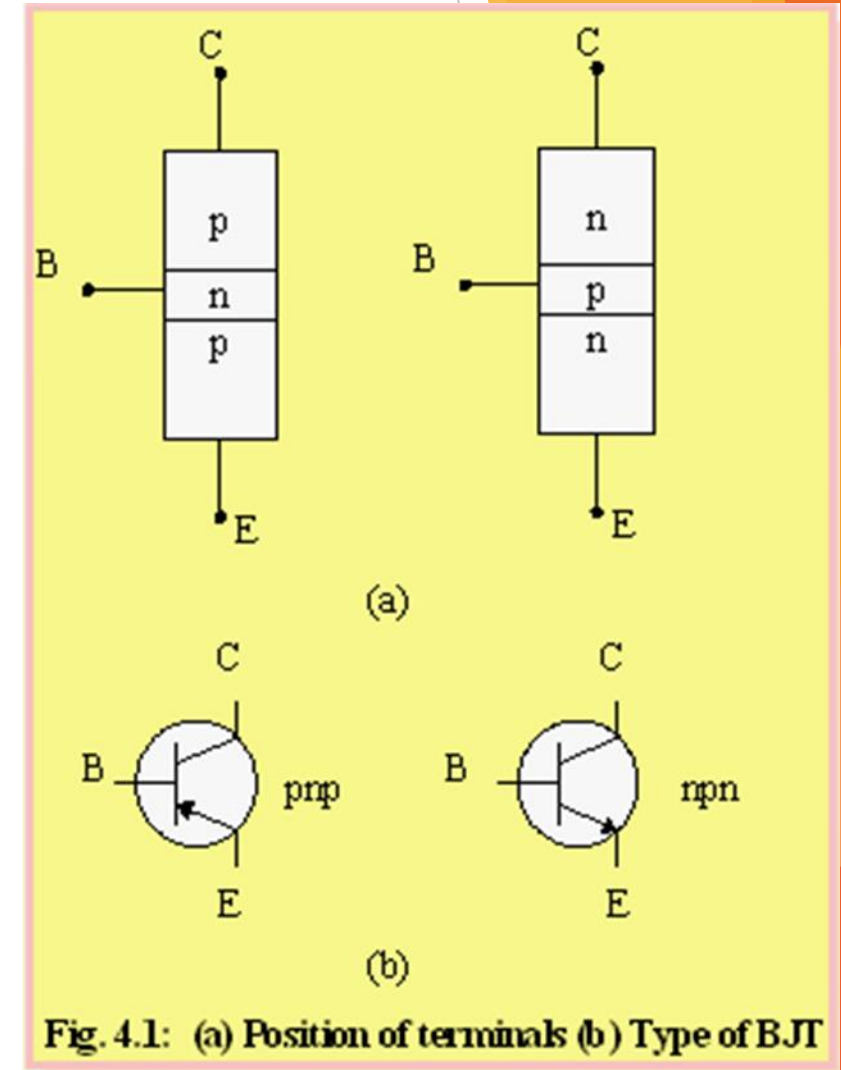 C C
p n
B B
n p
p n
E E
(a)
C C
B pnp B npn
E E
(b)
Fig. 4.1: (a) Position of terminals (b) Type of BJT